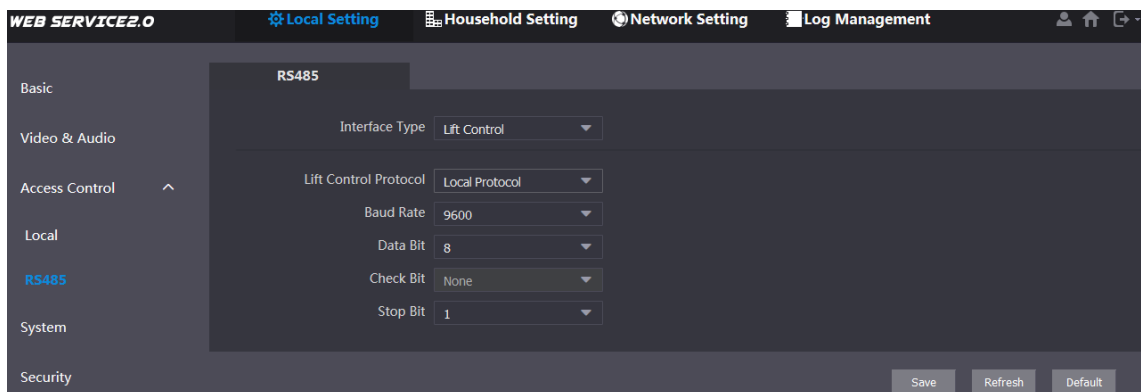 WEB SERVICE2.0 Local Setting Household Setting Network Setting Log Management
Basic
Video & Audio
Access Control
Local
RS485
System
Security
RS485
Interface Type Lift Control
Lift Control Protocol Local Protocol
Baud Rate 9600
Data Bit 8
Check Bit None
Stop Bit 1
Save Refresh Default